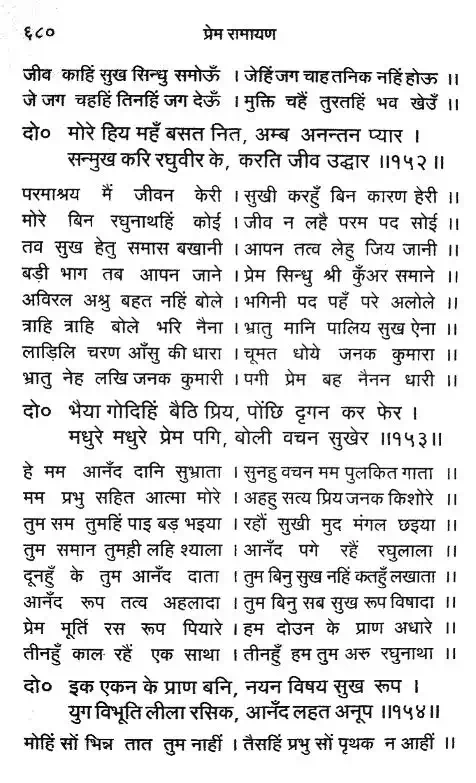 ६८० प्रेम रामायण
जीव काहिं सुख सिन्धु समोऊँ । जेहिं जग चाह तनिक नहिं होऊ ।।
जे जग चहहिं तिनहिं जग देऊँ । मुक्ति चहैं तुरतहिं भव खेउँ ।।
दो० मोरे हिय महँ बसत नित, अम्ब अनन्तन प्यार ।
सन्मुख करि रघुवीर के, करति जीव उद्धार ।।१५२।।
परमाश्रय मैं जीवन केरी । सुखी करहुँ बिन कारण हेरी ।।
मोरे बिन रघुनाथहिं कोई । जीव न लहै परम पद सोई ।।
तव सुख हेतु समास बखानी । आपन तत्व लेहु जिय जानी ।।
बड़ी भाग तब आपन जाने । प्रेम सिन्धु श्री कुँअर समाने ।।
अविरल अश्रु बहत नहिं बोले । भगिनी पद पहँ परे अलोले ।।
त्राहि त्राहि बोले भरि नैना । भ्रातु मानि पालिय सुख ऐना ।।
लाड़िलि चरण आँसु की धारा । चूमत धोये जनक कुमारा ।।
भ्रातु नेह लखि जनक कुमारी । पगी प्रेम बह नैनन धारी ।।
दो० भैया गोदिहिं बैठि प्रिय, पोंछि दृगन कर फेर ।
मधुरे मधुरे प्रेम पगि, बोली वचन सुखेर ।।१५३।।
हे मम आनँद दानि सुभ्राता । सुनहु वचन मम पुलकित गाता ।।
मम प्रभु सहित आत्मा मोरे । अहहु सत्य प्रिय जनक किशोरे ।।
तुम सम तुमहिं पाइ बड़ भइया । रहौं सुखी मुद मंगल छइया ।।
तुम समान तुमही लहि श्याला । आनँद पगे रहैं रघुलाला ।।
दूनहुँ के तुम आनँद दाता । तुम बिनु सुख नहिं कतहुँ लखाता ।।
आनँद रूप तत्व अहलादा । तुम बिनु सब सुख रूप विषादा ।।
प्रेम मूर्ति रस रूप पियारे । हम दोउन के प्राण अधारे ।।
तीनहुँ काल रहैं एक साथा । तीनहुँ हम तुम अरु रघुनाथा ।।
दो० इक एकन के प्राण बनि, नयन विषय सुख रूप ।
युग विभूति लीला रसिक, आनँद लहत अनूप ।।१५४।।
मोहिं सों भिन्न तात तुम नाहीं । तैसहिं प्रभु सों पृथक न आहीं ।।